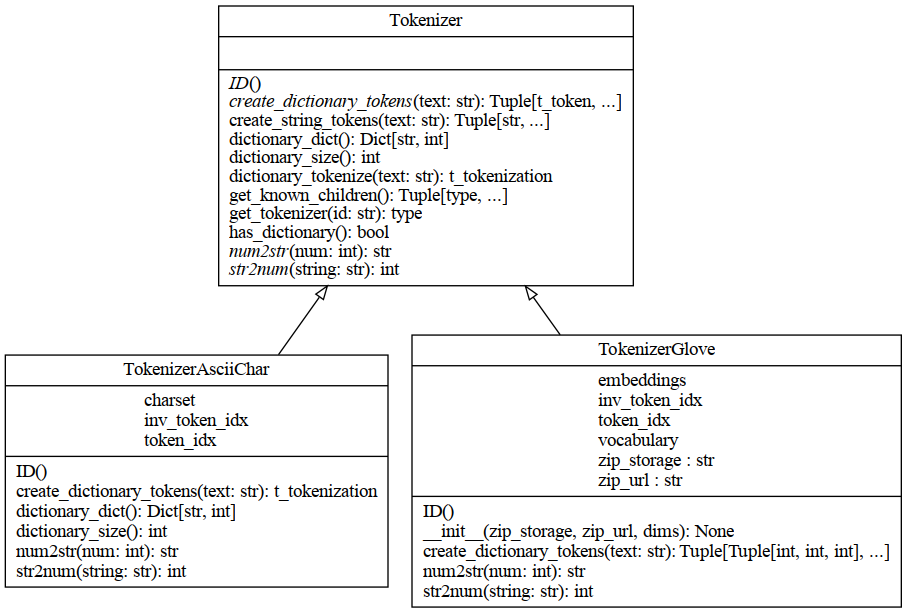 Tokenizer
ID()
create_dictionary_tokens(text: str): Tuple[t_token, ...]
create_string_tokens(text: str): Tuple[str, ...]
dictionary_dict(): Dict[str, int]
dictionary_size(): int
dictionary_tokenize(text: str): t_tokenization
get_known_children(): Tuple[type, ...]
get_tokenizer(id: str): type
has_dictionary(): bool
num2str(num: int): str
str2num(string: str): int
TokenizerAsciiChar
charset
inv_token_idx
token_idx
ID()
create_dictionary_tokens(text: str): t_tokenization
dictionary_dict(): Dict[str, int]
dictionary_size(): int
num2str(num: int): str
str2num(string: str): int
TokenizerGlove
embeddings
inv_token_idx
token_idx
vocabulary
zip_storage : str
zip_url : str
ID()
__init__(zip_storage, zip_url, dims): None
create_dictionary_tokens(text: str): Tuple[Tuple[int, int, int], ...]
num2str(num: int): str
str2num(string: str): int